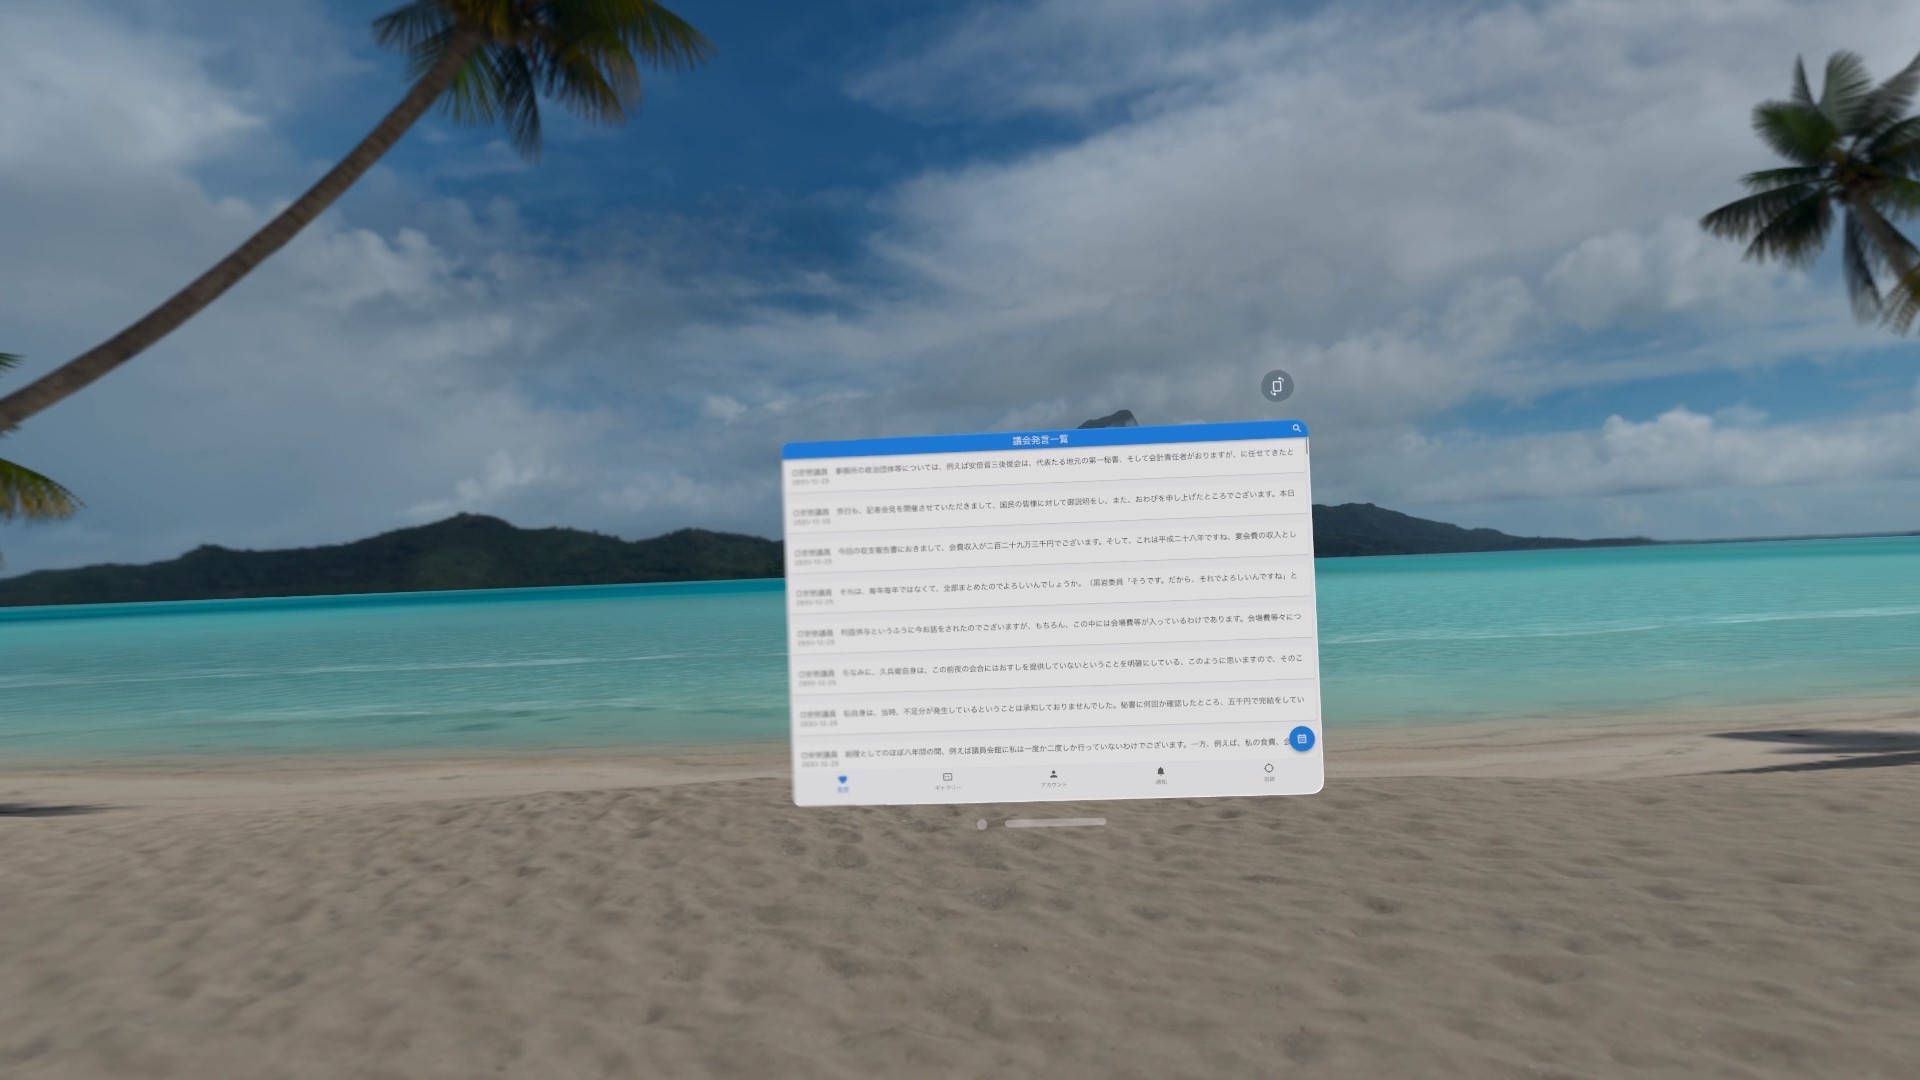 議会発言一覧
事務所の政治団体等については、例えば安倍晋三後援会は、代表たる地元の第一秘書、そして会計責任者がおりますが、に任せてきたと
昨日も、記者会見を開催させていただきまして、国民の皆様に対して御説明をし、また、おわびを申し上げたところでございます。本日
今回の収支報告書におきまして、会費収入が二百二十九万三千円でございます。そして、これは平成二十八年ですね、宴会費の収入とし
それは、毎年毎年ではなくて、全部まとめたのでよろしいんでしょうか。（黒岩委員「そうです。だから、それでよろしいんですね」と
利益供与というふうに今お話をされたのでございますが、もちろん、この中には会場費等が入っているわけであります。会場費等々につ
ちなみに、久兵衛自身は、この前夜の会合にはおすしを提供していないということを明確にしている、このように思いますので、そのこ
私自身は、当時、不足分が発生しているということは承知しておりませんでした。秘書に何回か確認したところ、五千円で完結をしてい
総理としてのほぼ八年間の間、例えば議員会館に私は一度か二度しか行っていないわけでございます。一方、例えば、私の食費、会
発言
ギャラリー
アカウント
通知